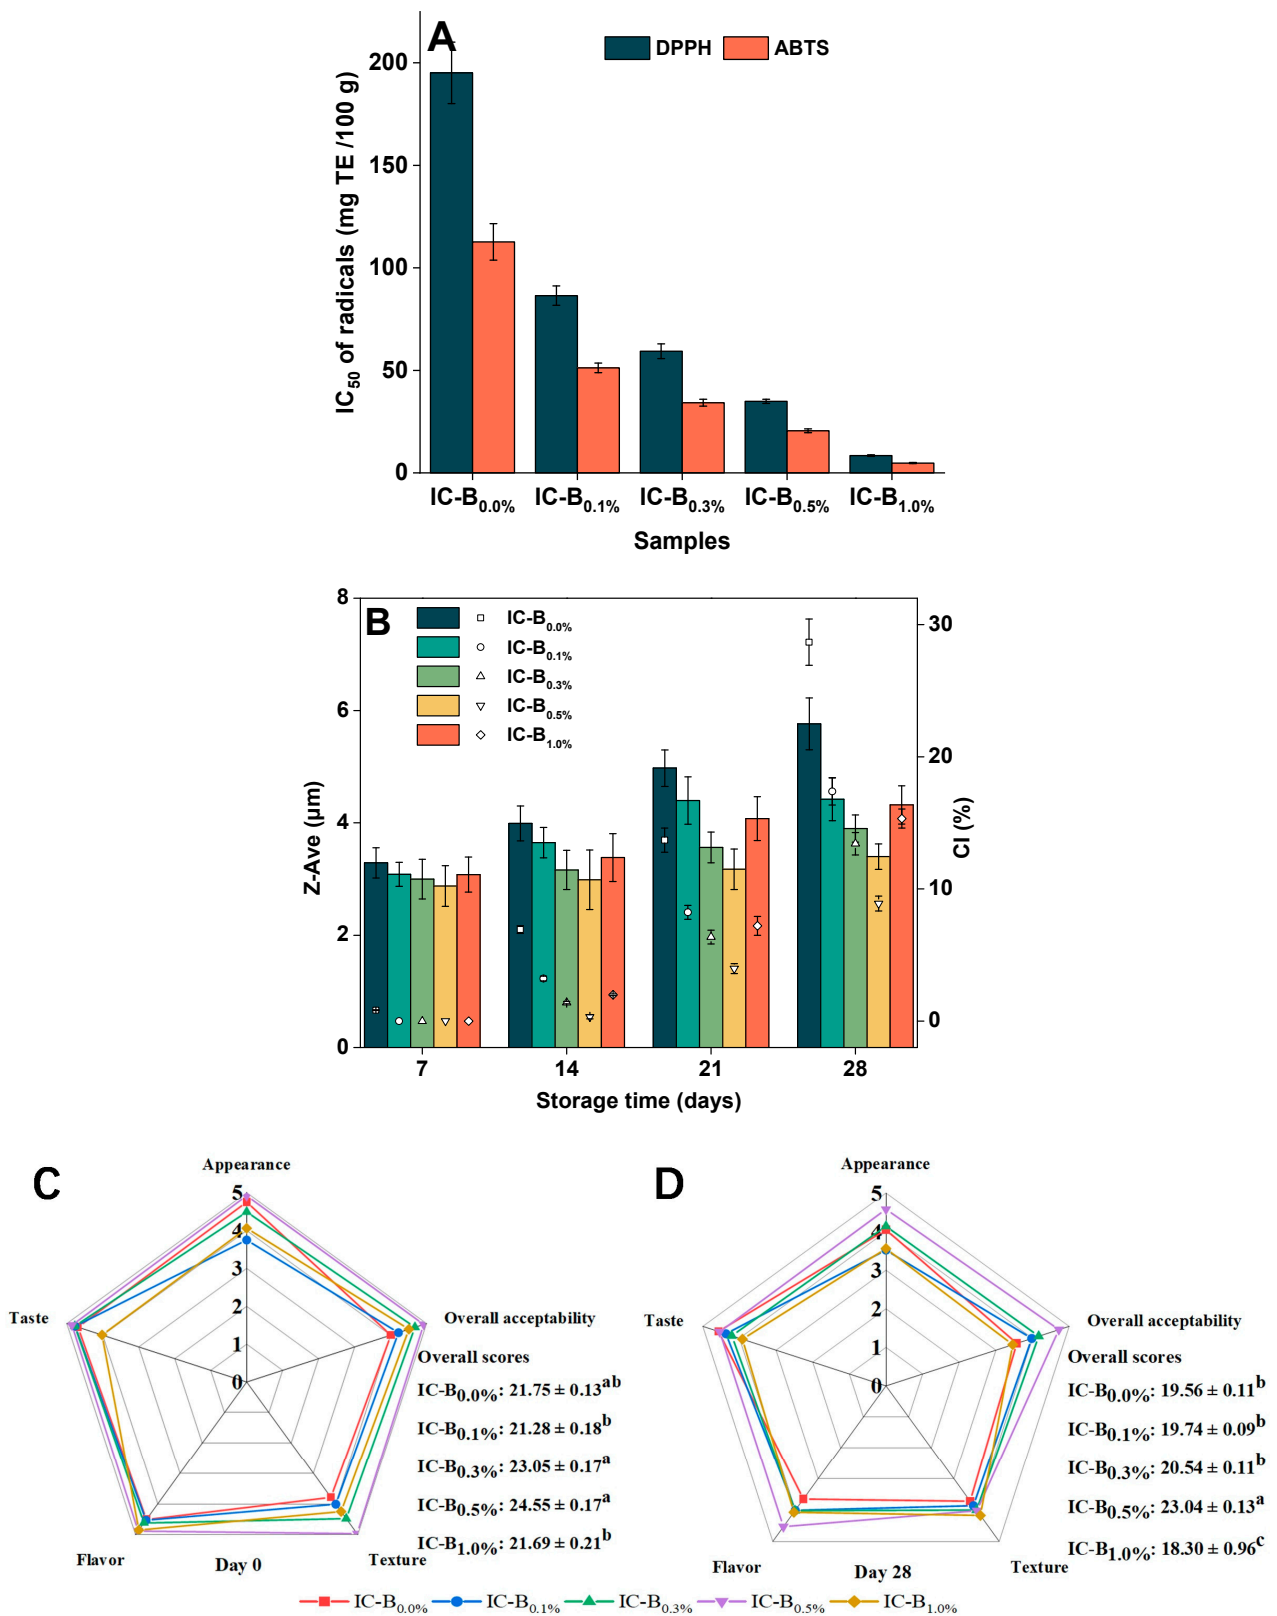 A
DPPH ABTS
IC50 of radicals (mg TE /100 g)
200
150
100
50
0
IC-B0.0% IC-B0.1% IC-B0.3% IC-B0.5% IC-B1.0%
Samples
B
IC-B0.0%
IC-B0.1%
IC-B0.3%
IC-B0.5%
IC-B1.0%
Z-Ave (μm)
8
6
4
2
0
CI (%)
30
20
10
0
7 14 21 28
Storage time (days)
C
Appearance
5
4
3
2
1
0
Taste
Overall acceptability
Overall scores
IC-B0.0%: 21.75 ± 0.13ab
IC-B0.1%: 21.28 ± 0.18b
IC-B0.3%: 23.05 ± 0.17a
IC-B0.5%: 24.55 ± 0.17a
IC-B1.0%: 21.69 ± 0.21b
Flavor
Day 0
Texture
D
Appearance
5
4
3
2
1
0
Taste
Overall acceptability
Overall scores
IC-B0.0%: 19.56 ± 0.11b
IC-B0.1%: 19.74 ± 0.09b
IC-B0.3%: 20.54 ± 0.11b
IC-B0.5%: 23.04 ± 0.13a
IC-B1.0%: 18.30 ± 0.96c
Flavor
Day 28
Texture
IC-B0.0% IC-B0.1% IC-B0.3% IC-B0.5% IC-B1.0%